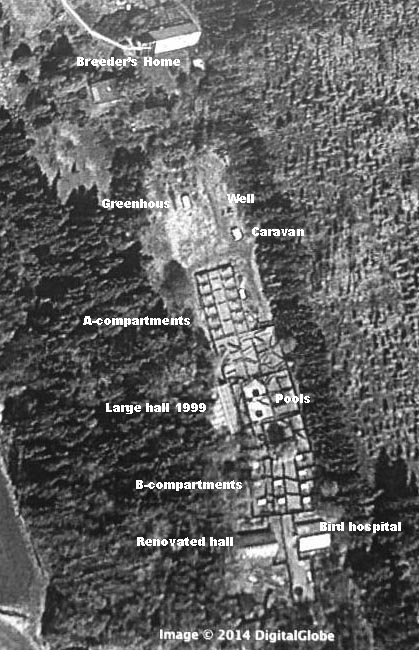 Breeder's Home
Greenhous
Well
Caravan
A-compartments
Pools
Large hall 1999
B-compartments
Bird hospital
Renovated hall
Image © 2014 DigitalGlobe